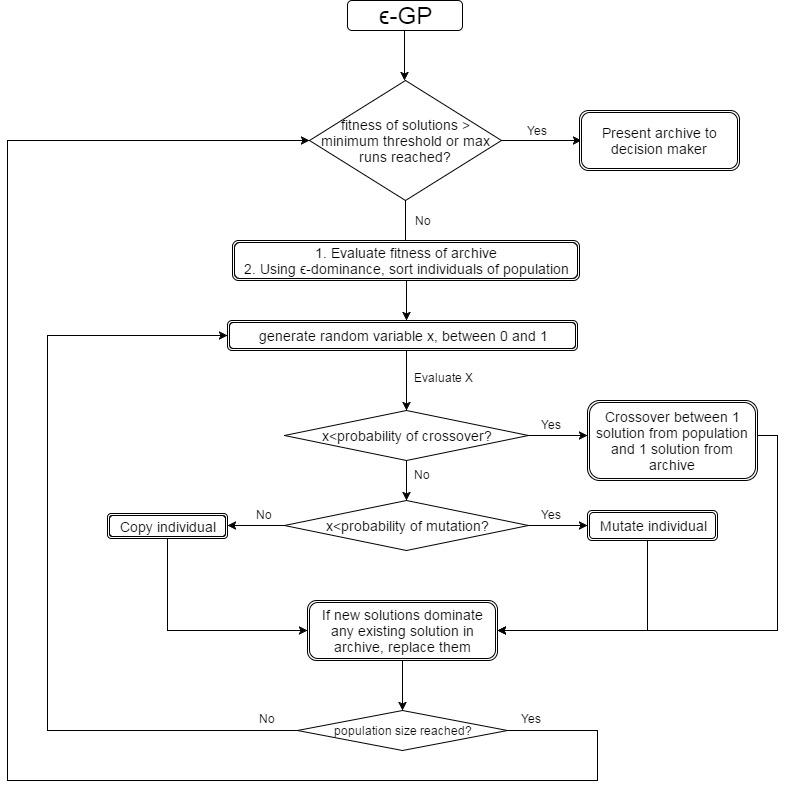 ϵ-GP
fitness of solutions >
minimum threshold or max
runs reached?
Yes
Present archive to
decision maker
No
1. Evaluate fitness of archive
2. Using ϵ-dominance, sort individuals of population
generate random variable x, between 0 and 1
Evaluate X
x<probability of crossover?
Yes
Crossover between 1
solution from population
and 1 solution from
archive
No
x<probability of mutation?
No
Copy individual
Yes
Mutate individual
If new solutions dominate
any existing solution in
archive, replace them
No
population size reached?
Yes